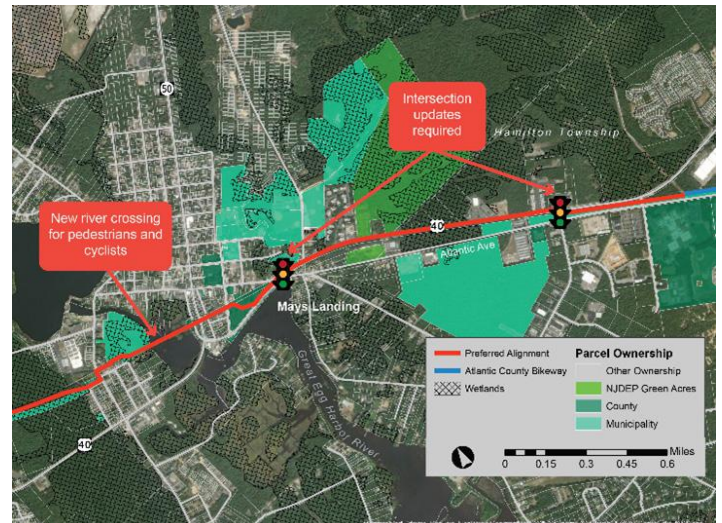 50
Intersection
updates
required
Hamilton Township
New river crossing
for pedestrians and
cyclists
40
Atlantic Ave
Mays Landing
Great Egg Harbor River
40
Preferred Alignment
Atlantic County Bikeway
Wetlands
Parcel Ownership
Other Ownership
NJDEP Green Acres
County
Municipality
Miles
0 0.15 0.3 0.45 0.6